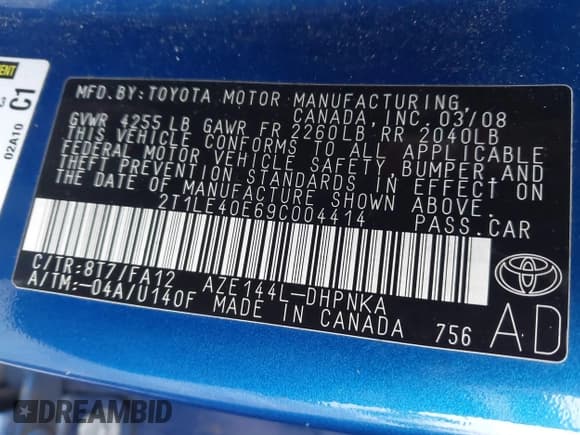 MENT
C1
02A10
MFD. BY: TOYOTA MOTOR MANUFACTURING,
CANADA, INC. 03/08
GVWR 4255 LB GAWR FR 2260LB RR 2040LB
THIS VEHICLE CONFORMS TO ALL APPLICABLE
FEDERAL MOTOR VEHICLE SAFETY, BUMPER, AND
THEFT PREVENTION STANDARDS IN EFFECT ON
THE DATE OF MANUFACTURE SHOWN ABOVE.
2T1LE40E69C004414 PASS. CAR
C/TR: 8T7/FA12 AZE144L-DHPNKA
A/TM:-04A/U140F MADE IN CANADA 756 AD
DREAMBID